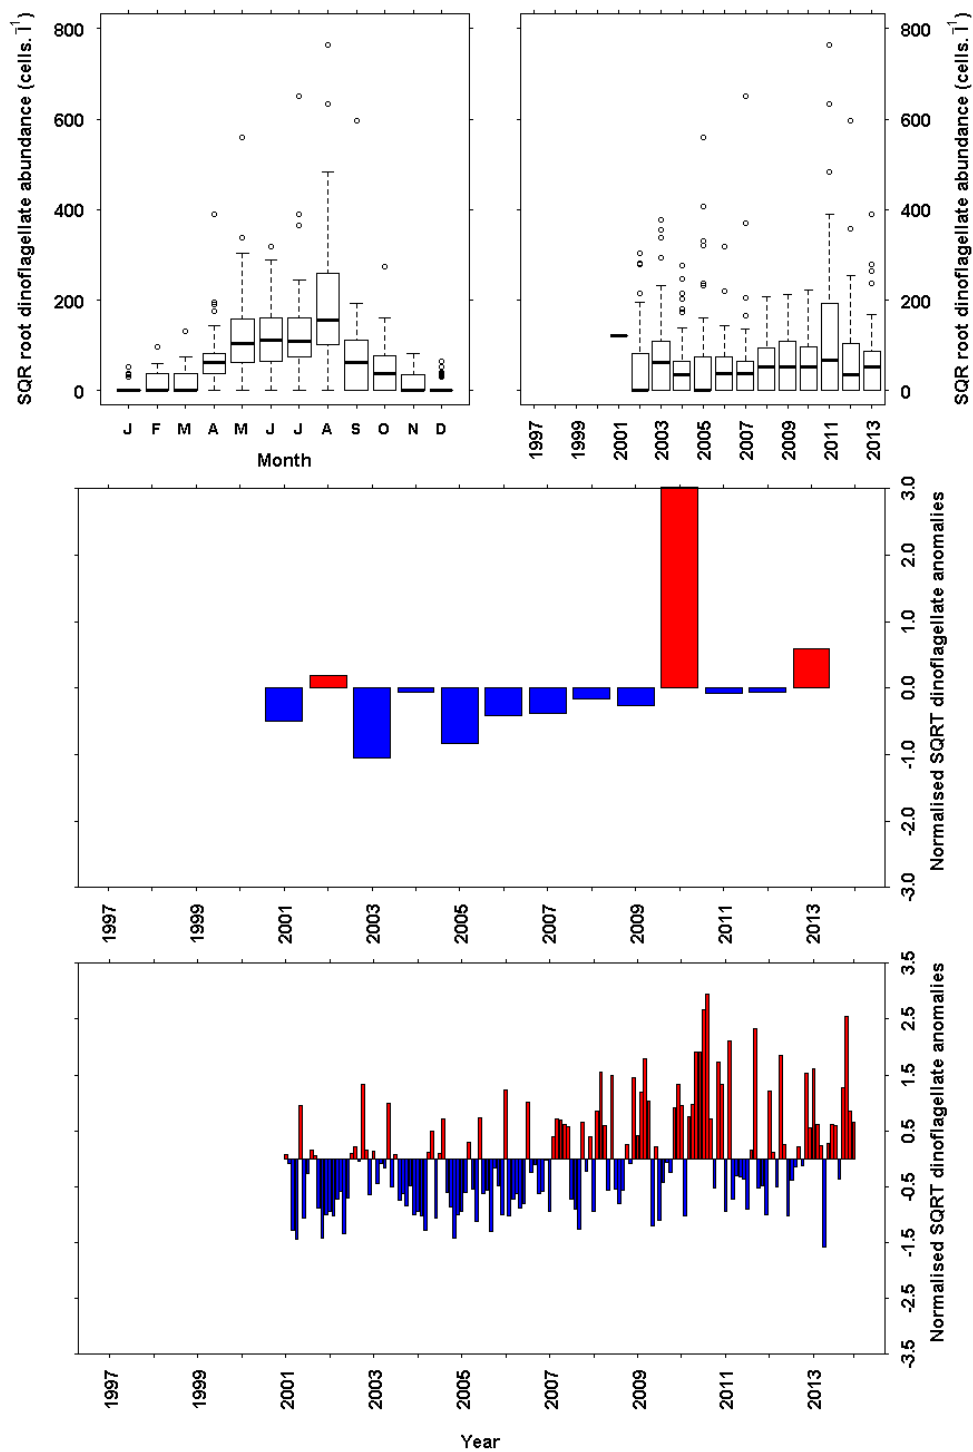 SQR root dinoflagellate abundance (cells. l⁻¹)
800
600
400
200
0
J F M A M J J A S O N D
Month
800
600
400
200
0
SQR root dinoflagellate abundance (cells. l⁻¹)
1997 1999 2001 2003 2005 2007 2009 2011 2013
3.0
2.0
1.0
0.0
-1.0
-2.0
-3.0
Normalised SQRT dinoflagellate anomalies
1997 1999 2001 2003 2005 2007 2009 2011 2013
3.5
2.5
1.5
0.5
-0.5
-1.5
-2.5
-3.5
Normalised SQRT dinoflagellate anomalies
1997 1999 2001 2003 2005 2007 2009 2011 2013
Year